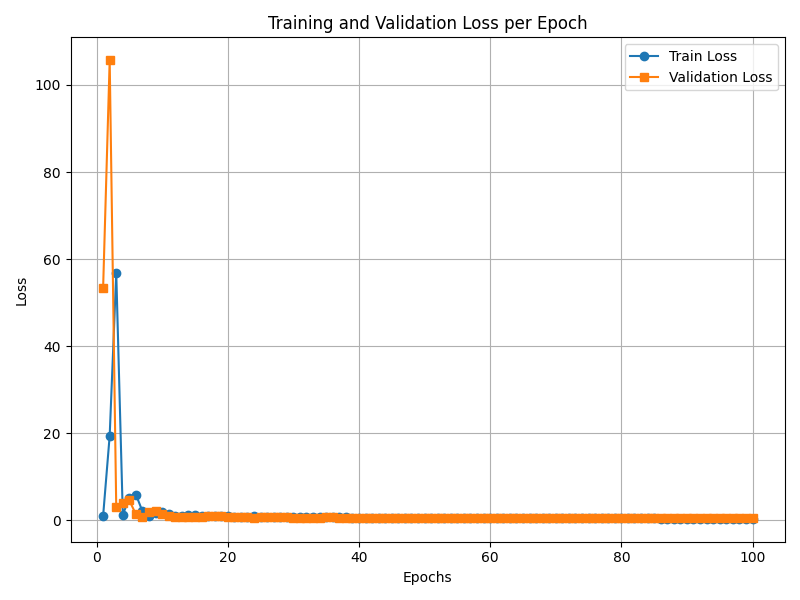 Training and Validation Loss per Epoch
Train Loss
Validation Loss
100
80
60
40
20
0
Loss
0 20 40 60 80 100
Epochs